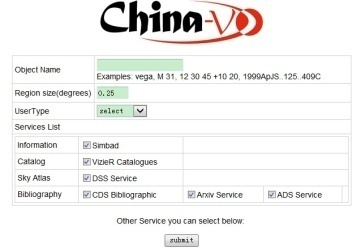 China-VO
Object Name
Examples: vega, M 31, 12 30 45 +10 20, 1999ApJS..125..409C
Region size(degrees) 0.25
UserType select
Services List
Information Simbad
Catalog VizieR Catalogues
Sky Atlas DSS Service
Bibliography CDS Bibliographic Arxiv Service ADS Service
Other Service you can select below:
submit